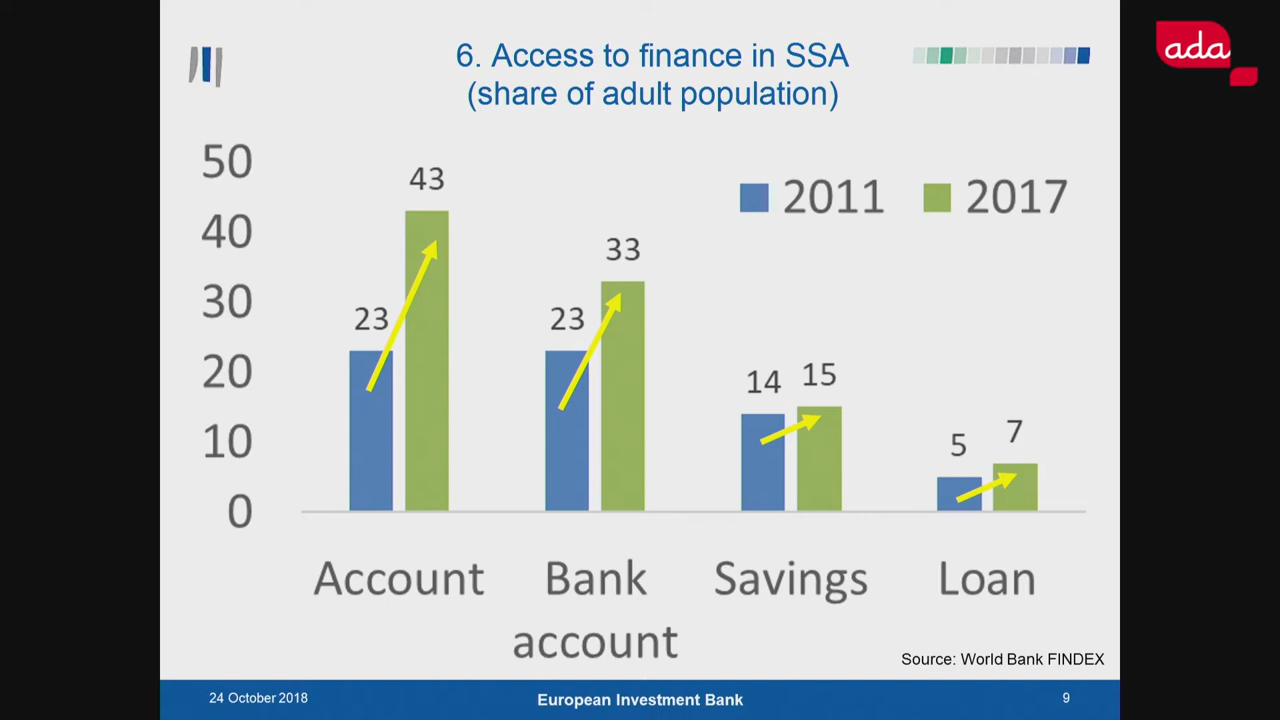 6. Access to finance in SSA
(share of adult population)
ada
50
40
30
20
10
0
2011 2017
23 43
23 33
14 15
5 7
Account Bank account Savings Loan
Source: World Bank FINDEX
24 October 2018 European Investment Bank 9